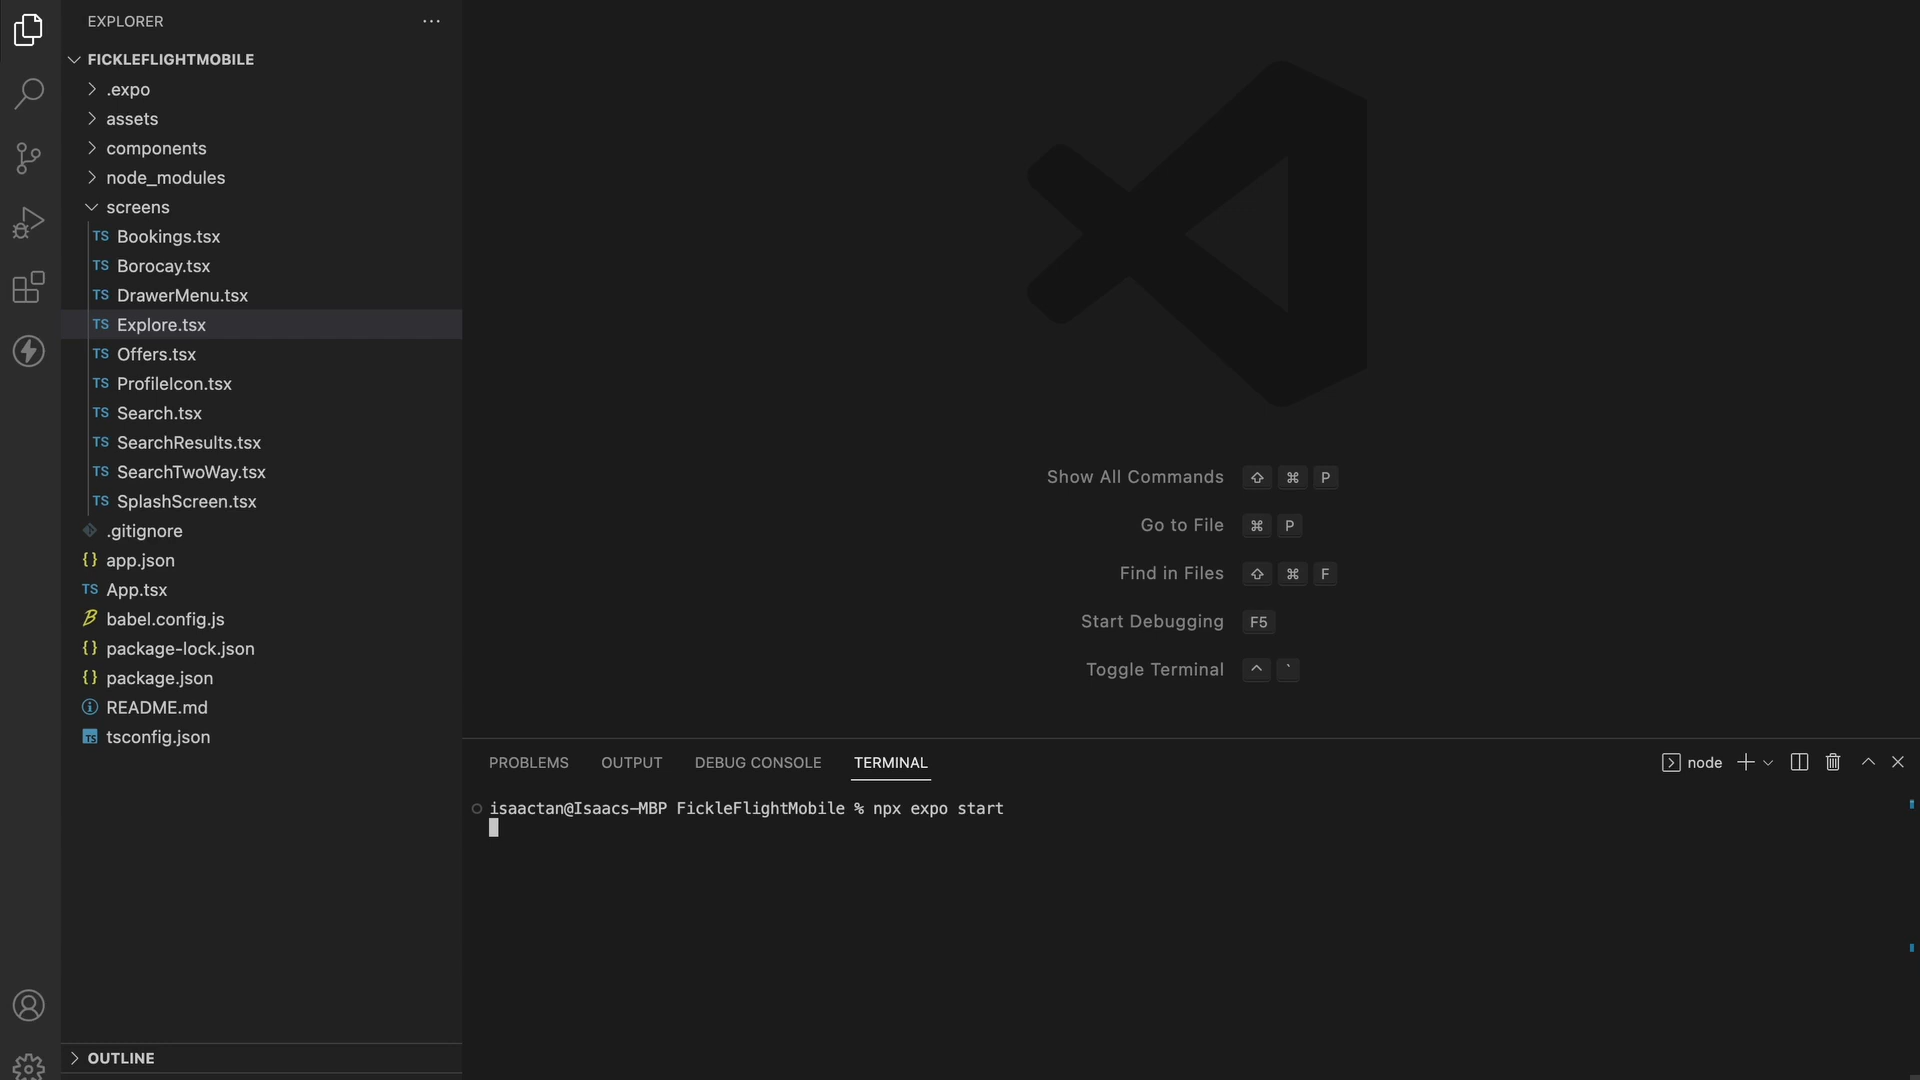 EXPLORER
FICKLEFLIGHTMOBILE
.expo
assets
components
node_modules
screens
TS Bookings.tsx
TS Borocay.tsx
TS DrawerMenu.tsx
TS Explore.tsx
TS Offers.tsx
TS ProfileIcon.tsx
TS Search.tsx
TS SearchResults.tsx
TS SearchTwoWay.tsx
TS SplashScreen.tsx
.gitignore
{} app.json
TS App.tsx
babel.config.js
{} package-lock.json
{} package.json
README.md
TS tsconfig.json
OUTLINE
Show All Commands ⇧ ⌘ P
Go to File ⌘ P
Find in Files ⇧ ⌘ F
Start Debugging F5
Toggle Terminal ^ `
PROBLEMS OUTPUT DEBUG CONSOLE TERMINAL node
isaactan@Isaacs-MBP FickleFlightMobile % npx expo start